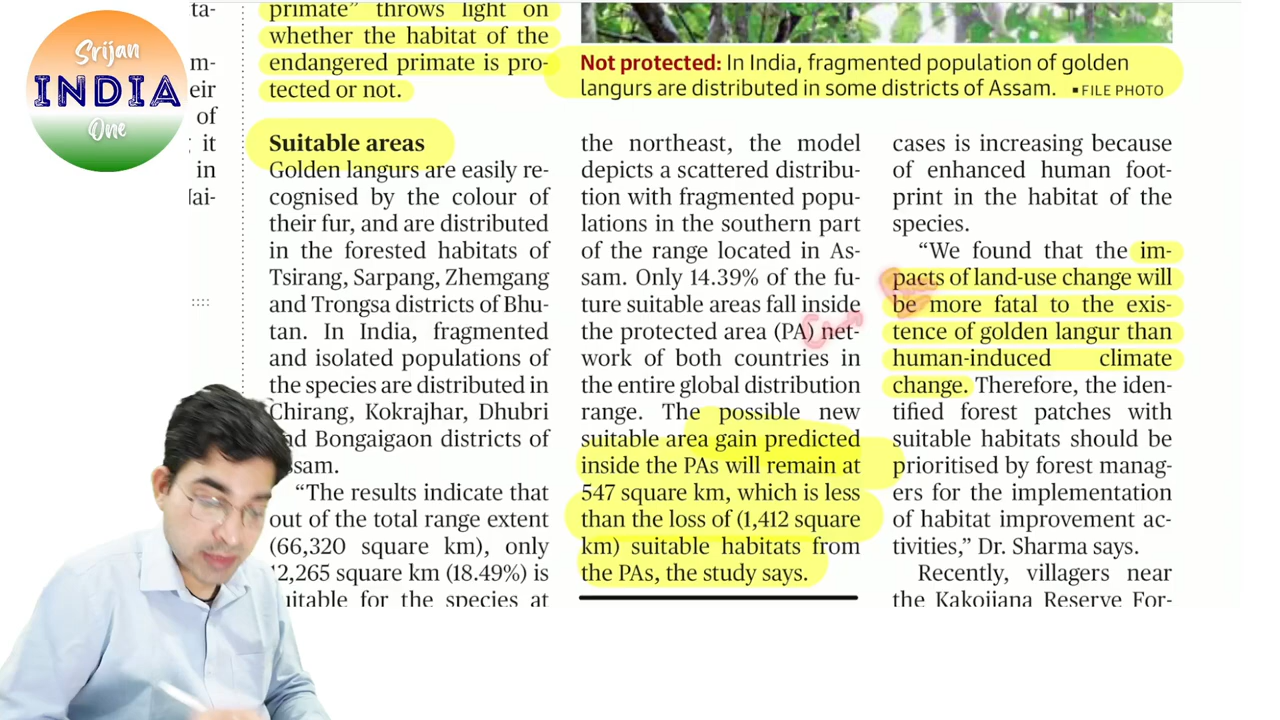 Srijan
INDIA
One
ta-
m-
eir
of
it
in
primate” throws light on
whether the habitat of the
endangered primate is pro-
tected or not.
Suitable areas
Golden langurs are easily re-
cognised by the colour of
their fur, and are distributed
in the forested habitats of
Tsirang, Sarpang, Zhemgang
and Trongsa districts of Bhu-
tan. In India, fragmented
and isolated populations of
the species are distributed in
Chirang, Kokrajhar, Dhubri
and Bongaigaon districts of
Assam.
“The results indicate that
out of the total range extent
(66,320 square km), only
12,265 square km (18.49%) is
suitable for the species at
Not protected: In India, fragmented population of golden
langurs are distributed in some districts of Assam. ▪FILE PHOTO
the northeast, the model
depicts a scattered distribu-
tion with fragmented popu-
lations in the southern part
of the range located in As-
sam. Only 14.39% of the fu-
ture suitable areas fall inside
the protected area (PA) net-
work of both countries in
the entire global distribution
range. The possible new
suitable area gain predicted
inside the PAs will remain at
547 square km, which is less
than the loss of (1,412 square
km) suitable habitats from
the PAs, the study says.
cases is increasing because
of enhanced human foot-
print in the habitat of the
species.
“We found that the im-
pacts of land-use change will
be more fatal to the exis-
tence of golden langur than
human-induced climate
change. Therefore, the iden-
tified forest patches with
suitable habitats should be
prioritised by forest manag-
ers for the implementation
of habitat improvement ac-
tivities,” Dr. Sharma says.
Recently, villagers near
the Kakojiana Reserve For-